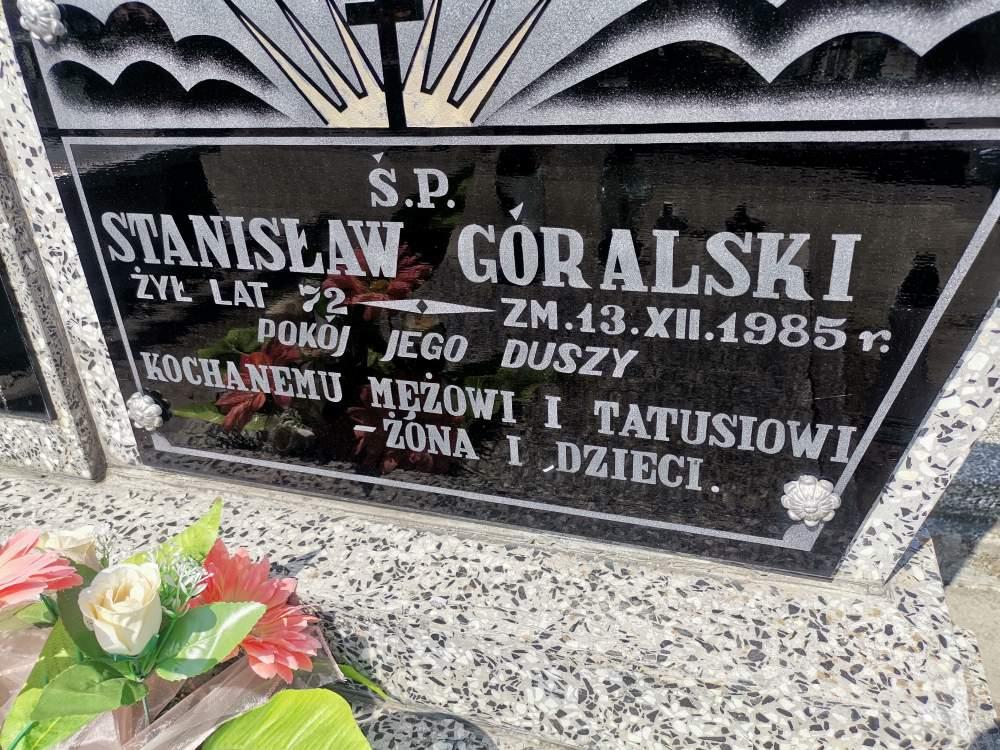 Ś.P.
STANISŁAW GÓRALSKI
ŻYŁ LAT 72 ZM.13.XII.1985 r.
POKÓJ JEGO DUSZY
KOCHANEMU MĘŻOWI I TATUSIOWI
-ŻONA I DZIECI.